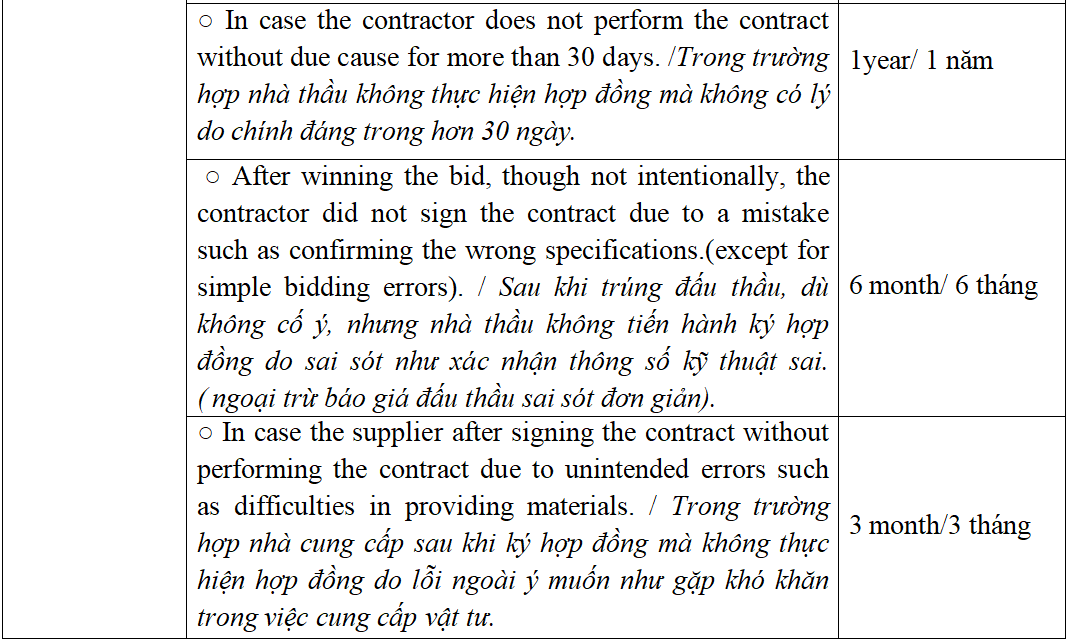 ○ In case the contractor does not perform the contract
without due cause for more than 30 days. /Trong trường
hợp nhà thầu không thực hiện hợp đồng mà không có lý
do chính đáng trong hơn 30 ngày.
1year/ 1 năm
○ After winning the bid, though not intentionally, the
contractor did not sign the contract due to a mistake
such as confirming the wrong specifications.(except for
simple bidding errors). / Sau khi trúng đấu thầu, dù
không cố ý, nhưng nhà thầu không tiến hành ký hợp
đồng do sai sót như xác nhận thông số kỹ thuật sai.
( ngoại trừ báo giá đấu thầu sai sót đơn giản).
6 month/ 6 tháng
○ In case the supplier after signing the contract without
performing the contract due to unintended errors such
as difficulties in providing materials. / Trong trường
hợp nhà cung cấp sau khi ký hợp đồng mà không thực
hiện hợp đồng do lỗi ngoài ý muốn như gặp khó khăn
trong việc cung cấp vật tư.
3 month/3 tháng